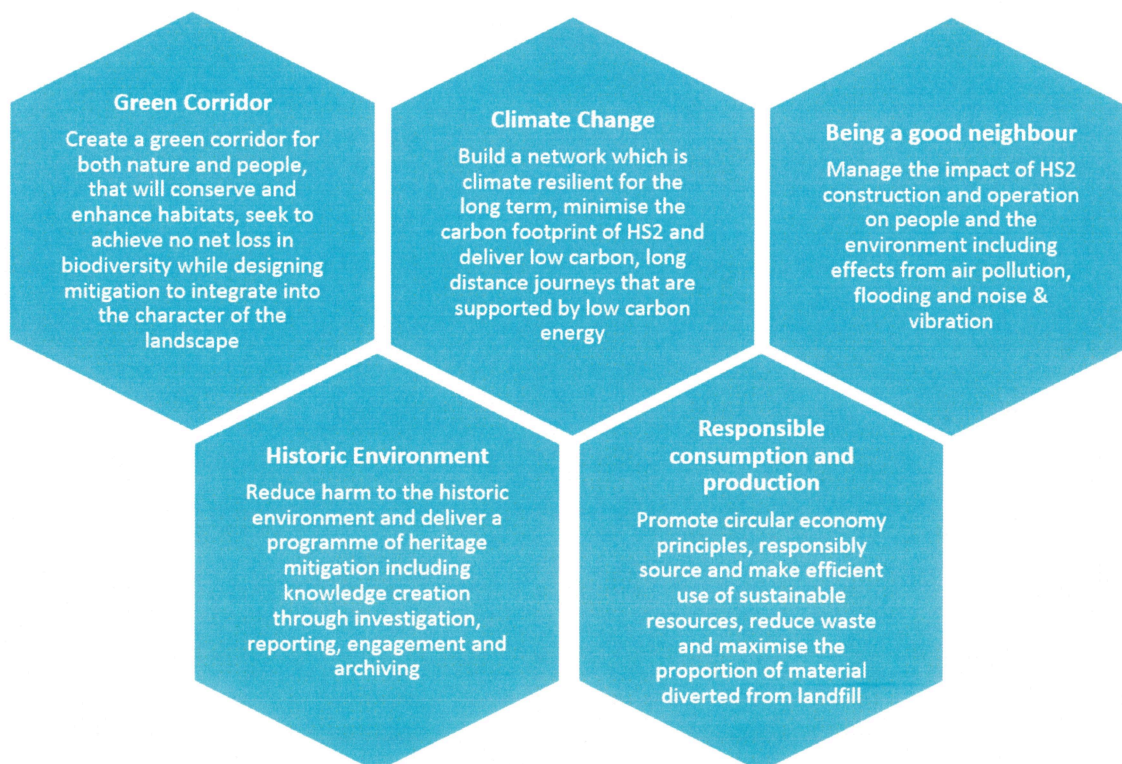 Green Corridor
Create a green corridor for
both nature and people,
that will conserve and
enhance habitats, seek to
achieve no net loss in
biodiversity while designing
mitigation to integrate into
the character of the
landscape
Climate Change
Build a network which is
climate resilient for the
long term, minimise the
carbon footprint of HS2 and
deliver low carbon, long
distance journeys that are
supported by low carbon
energy
Being a good neighbour
Manage the impact of HS2
construction and operation
on people and the
environment including
effects from air pollution,
flooding and noise &
vibration
Historic Environment
Reduce harm to the historic
environment and deliver a
programme of heritage
mitigation including
knowledge creation
through investigation,
reporting, engagement and
archiving
Responsible
consumption and
production
Promote circular economy
principles, responsibly
source and make efficient
use of sustainable
resources, reduce waste
and maximise the
proportion of material
diverted from landfill